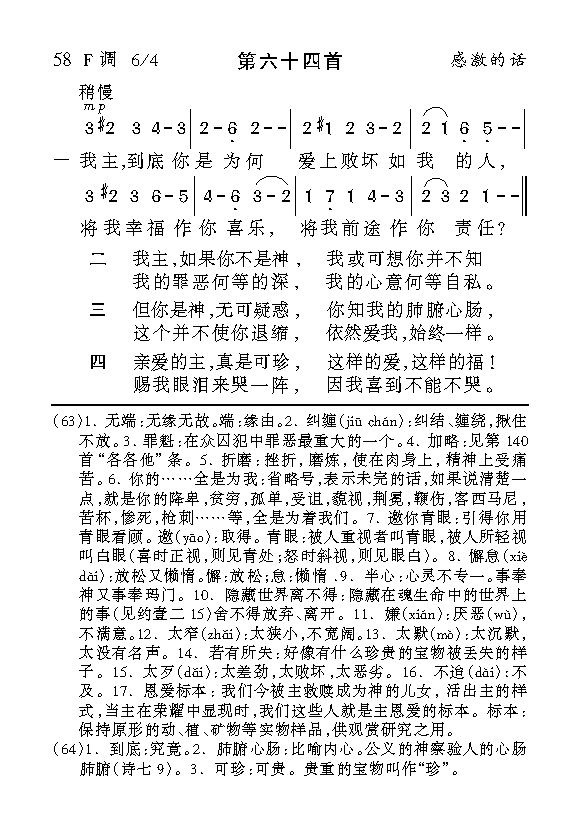 58 F 调 6/4 第六十四首 感激的话
稍慢
mp
3 #2 3 4-3 | 2-6 2-- | 2 #1 2 3-2 | 2 1 6 5--
一 我主,到底你是为何 爱上败坏如我的人,
3 #2 3 6-5 | 4-6 3-2 | 1 7 1 4-3 | 2 3 2 1--
将我幸福作你喜乐, 将我前途作你责任?
二 我主,如果你不是神, 我或可想你并不知
我的罪恶何等的深, 我的心意何等自私。
三 但你是神,无可疑惑, 你知我的肺腑心肠,
这个并不使你退缩, 依然爱我,始终一样。
四 亲爱的主,真是可珍, 这样的爱,这样的福!
赐我眼泪来哭一阵, 因我喜到不能不哭。
(63)1. 无端:无缘无故。端:缘由。2. 纠缠(jiū chán):纠结、缠绕,揪住
不放。3. 罪魁:在众囚犯中罪恶最重大的一个。4. 加略:见第140
首“各各他”条。5. 折磨:挫折,磨炼,使在肉身上,精神上受痛
苦。6. 你的……全是为我:省略号,表示未完的话,如果说清楚一
点,就是你的降卑,贫穷,孤单,受诅,藐视,荆冕,鞭伤,客西马尼,
苦杯,惨死,枪刺……等,全是为着我们。7. 邀你青眼:引得你用
青眼看顾。邀(yāo):取得。青眼:被人重视者叫青眼,被人所轻视
叫白眼(喜时正视,则见青处;怒时斜视,则见眼白)。8. 懈怠(xiè
dài):放松又懒惰。懈:放松;怠:懒惰.9. 半心:心灵不专一。事奉
神又事奉玛门。10. 隐藏世界离不得:隐藏在魂生命中的世界上
的事(见约壹二15)舍不得放弃、离开。11. 嫌(xián):厌恶(wù),
不满意。12. 太窄(zhǎi):太狭小,不宽阔。13. 太默(mò):太沉默,
太没有名声。14. 若有所失:好像有什么珍贵的宝物被丢失的样
子。15. 太歹(dǎi):太差劲,太败坏,太恶劣。16. 不逮(dài):不
及。17. 恩爱标本:我们今被主救赎成为神的儿女,活出主的样
式,当主在荣耀中显现时,我们这些人就是主恩爱的标本。标本:
保持原形的动、植、矿物等实物样品,供观赏研究之用。
(64)1. 到底:究竟。2. 肺腑心肠:比喻内心。公义的神察验人的心肠
肺腑(诗七9)。3. 可珍:可贵。贵重的宝物叫作“珍”。